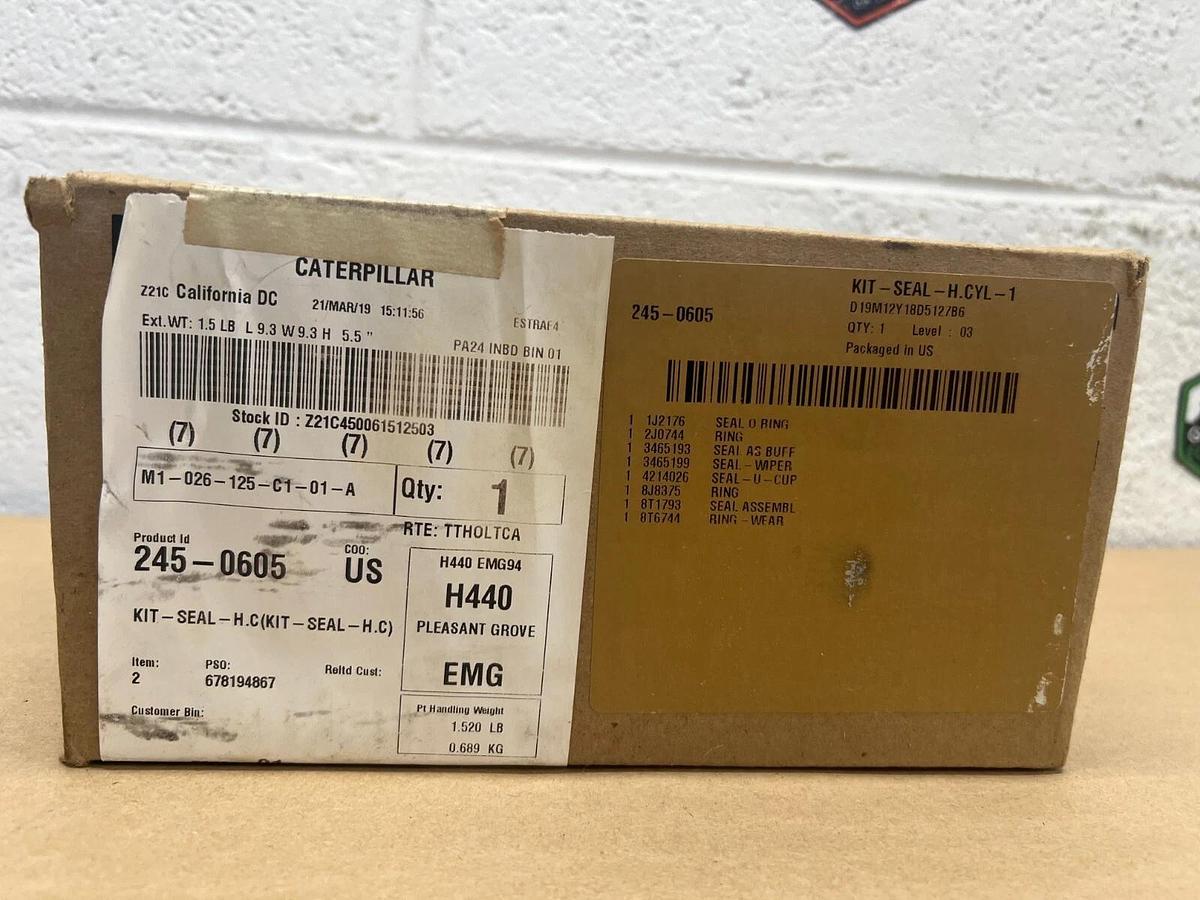 CATERPILLAR
Z21C California DC 21/MAR/19 15:11:56
ESTRAF4
Ext.WT: 1.5 LB L 9.3 W 9.3 H 5.5 "
PA24 INBD BIN 01
Stock ID : Z21C450061512503
(7) (7) (7) (7) (7)
M1-026-125-C1-01-A
Qty: 1
RTE: TTHOLTCA
Product Id
245-0605
COO:
US
KIT-SEAL-H.C(KIT-SEAL-H.C)
H440 EMG94
H440
PLEASANT GROVE
EMG
Item:
2
PSO:
678194867
Reltd Cust:
Customer Bin:
Pt Handling Weight
1.520 LB
0.689 KG
KIT-SEAL-H.CYL-1
245-0605
D19M12Y18D5127B6
QTY: 1 Level : 03
Packaged in US
1 1J2176 SEAL O RING
1 2J0744 RING
1 3465193 SEAL AS BUFF
1 3465199 SEAL-WIPER
1 4214026 SEAL-U-CUP
1 8J8375 RING
1 8T1793 SEAL ASSEMBL
1 8T6744 RING-WEAR